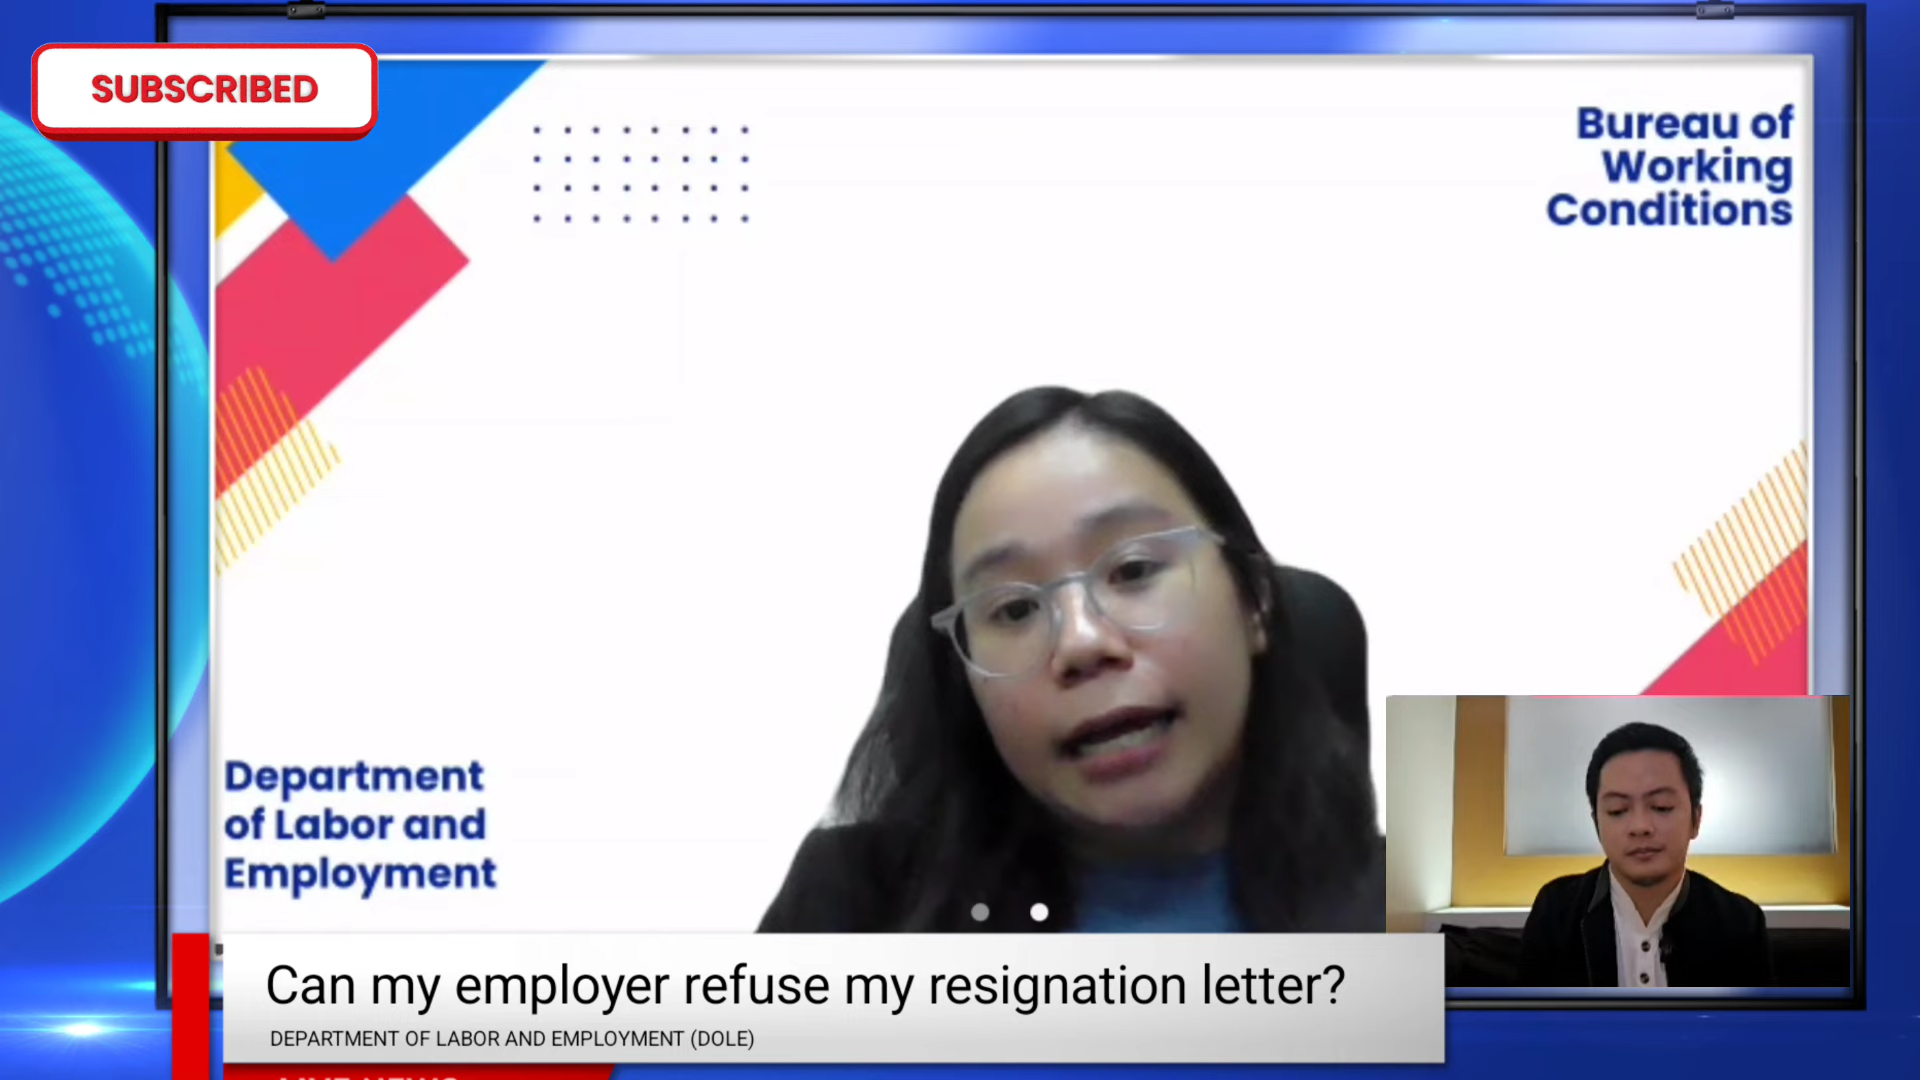 SUBSCRIBED
Bureau of
Working
Conditions
Department
of Labor and
Employment
Can my employer refuse my resignation letter?
DEPARTMENT OF LABOR AND EMPLOYMENT (DOLE)